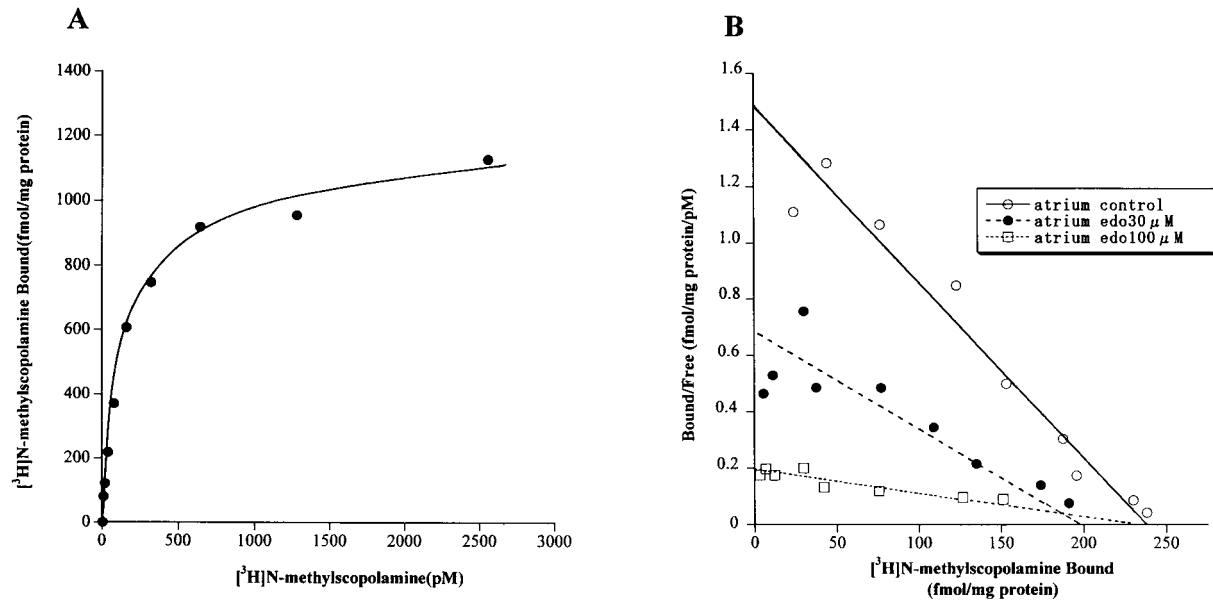 A
1400
1200
1000
800
600
400
200
0
[³H]N-methylscopolamine Bound(fmol/mg protein)
0 500 1000 1500 2000 2500 3000
[³H]N-methylscopolamine(pM)
B
1.6
1.4
1.2
1.0
0.8
0.6
0.4
0.2
0
Bound/Free (fmol/mg protein/pM)
atrium control
atrium edo30μM
atrium edo100μM
0 50 100 150 200 250
[³H]N-methylscopolamine Bound
(fmol/mg protein)